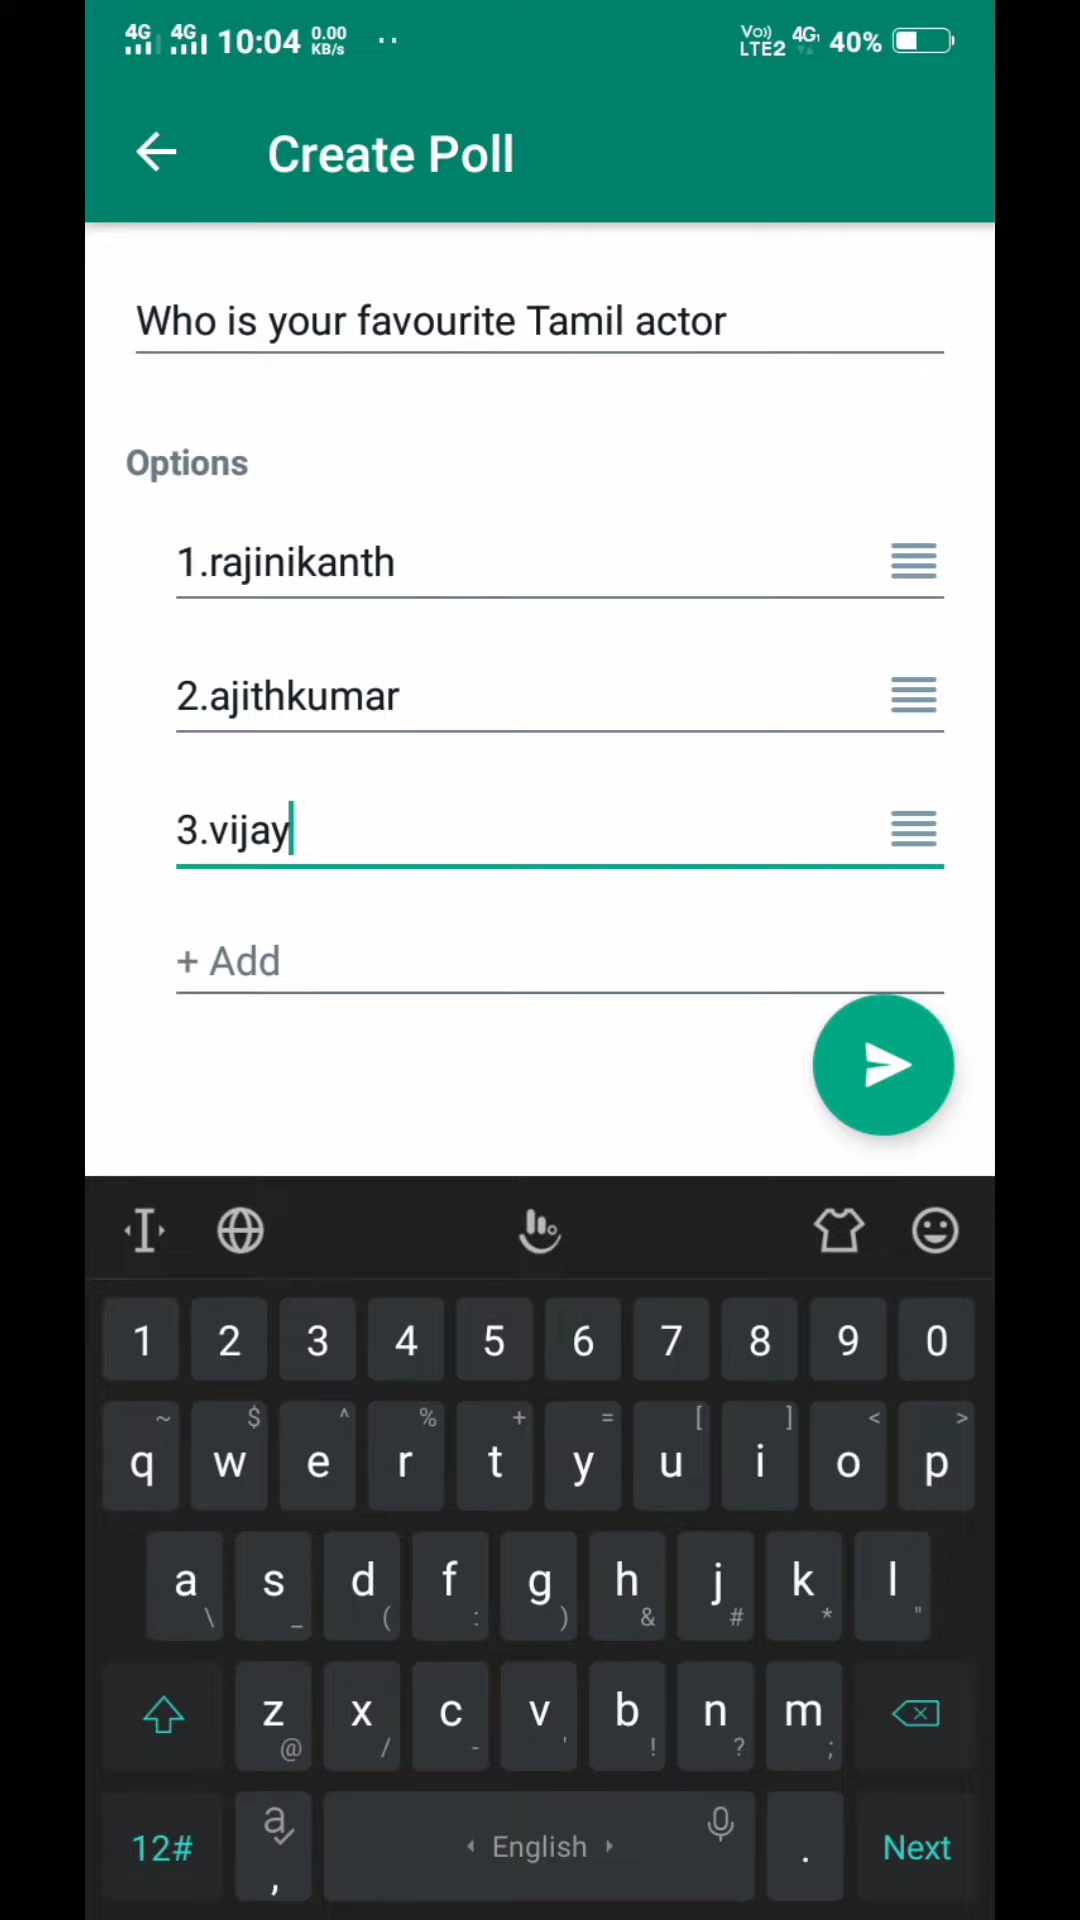 4G 4G 10:04 0.00 KB/s .. Vo)) LTE2 4G 40%
Create Poll
Who is your favourite Tamil actor
Options
1.rajinikanth
2.ajithkumar
3.vijay
+ Add
1 2 3 4 5 6 7 8 9 0
~ $ ^ % + = [ ] < >
q w e r t y u i o p
a s d f g h j k l
\ _ ( : ) & # * "
z x c v b n m
@ / - ' ! ? ;
12# a , English . Next